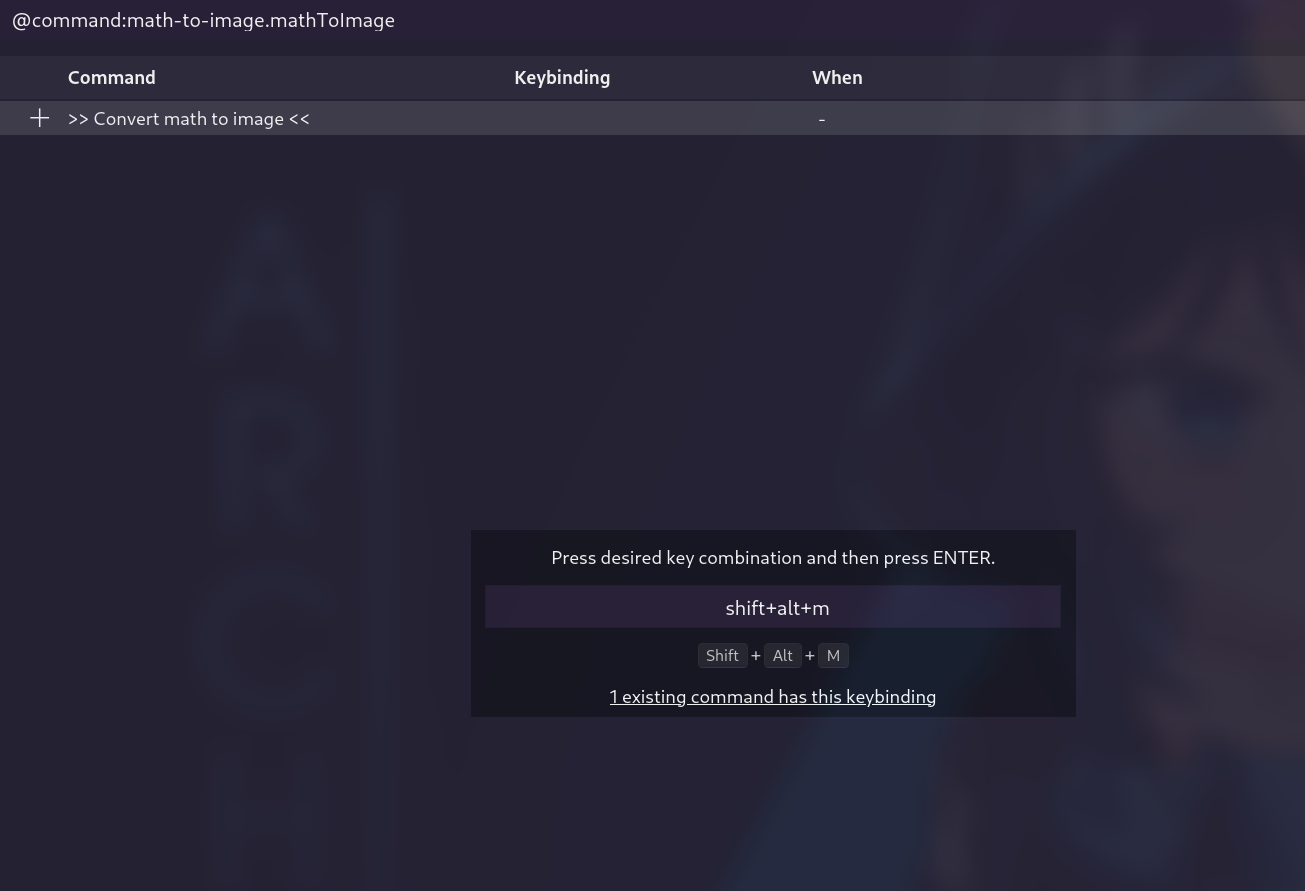 @command:math-to-image.mathToImage
Command Keybinding When
>> Convert math to image << -
A
R
C
H
Press desired key combination and then press ENTER.
shift+alt+m
Shift + Alt + M
1 existing command has this keybinding